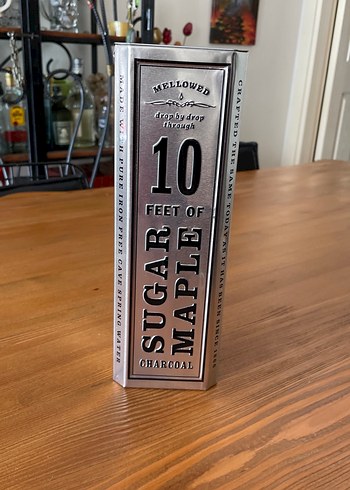 MELLOWED
drop by drop
through
10
FEET OF
SUGAR
MAPLE
CHARCOAL
MADE WITH PURE IRON FREE CAVE SPRING WATER
CRAFTED THE SAME TODAY AS IT HAS BEEN SINCE 1866